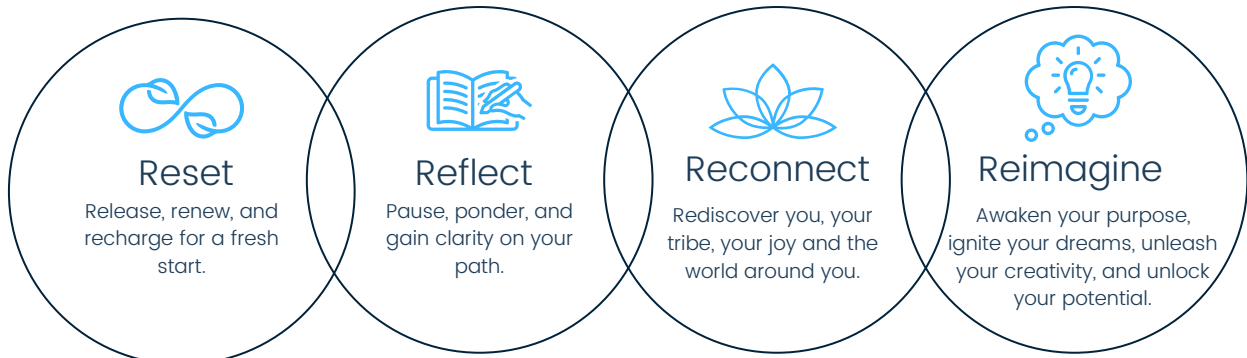 Reset
Release, renew, and
recharge for a fresh
start.
Reflect
Pause, ponder, and
gain clarity on your
path.
Reconnect
Rediscover you, your
tribe, your joy and the
world around you.
Reimagine
Awaken your purpose,
ignite your dreams, unleash
your creativity, and unlock
your potential.